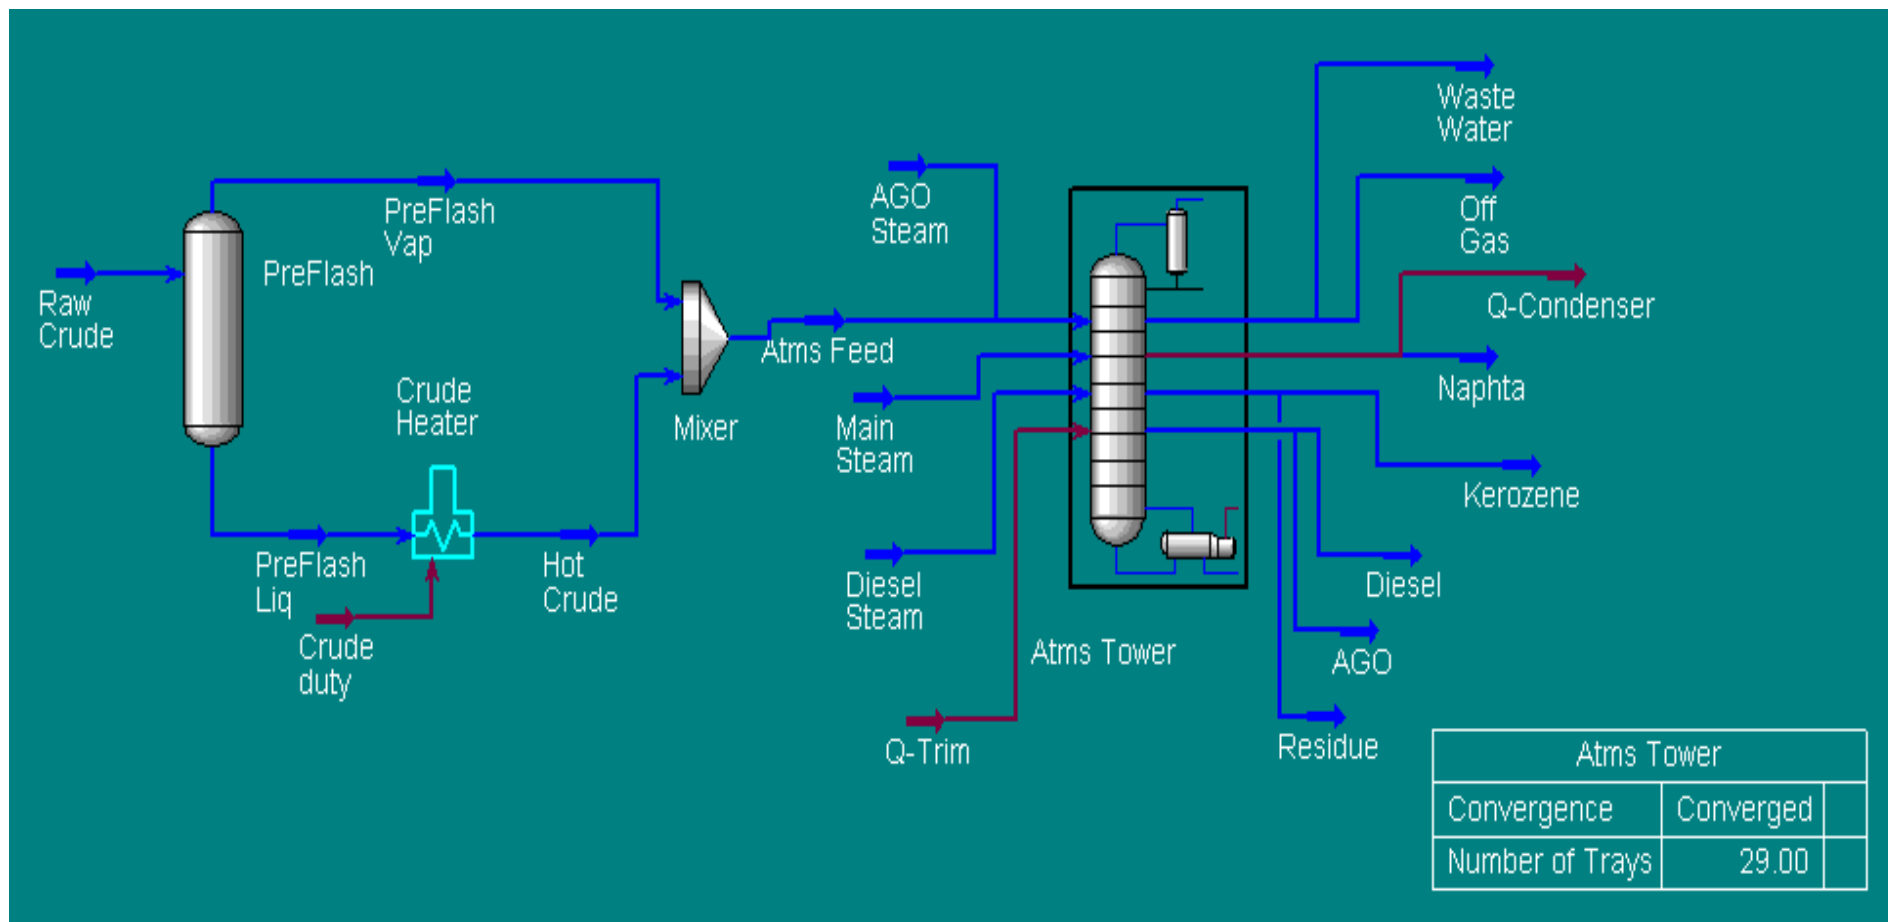 Waste
Water
AGO
Steam
PreFlash
Vap
Off
Gas
PreFlash
Raw
Crude
Q-Condenser
Atms Feed
Crude
Heater
Naphta
Mixer
Main
Steam
Kerozene
PreFlash
Liq
Hot
Crude
Diesel
Steam
Diesel
Crude
duty
Atms Tower
AGO
Q-Trim
Residue
Atms Tower
Convergence Converged
Number of Trays 29.00